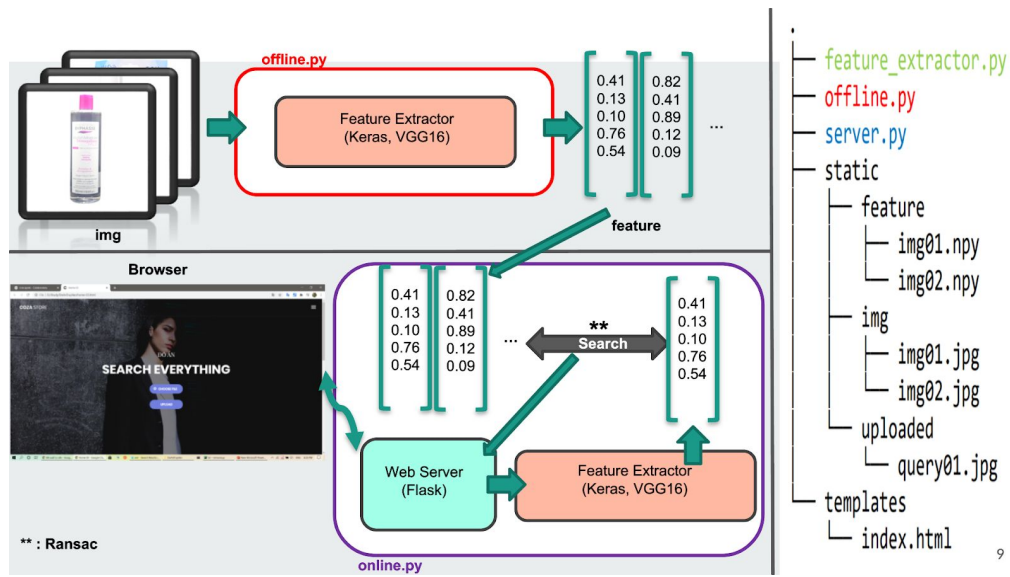 offline.py
Feature Extractor
(Keras, VGG16)
0.41
0.13
0.10
0.76
0.54
0.82
0.41
0.89
0.12
0.09
...
img
feature
Browser
COZA STORE
DO AN
SEARCH EVERYTHING
0.41
0.13
0.10
0.76
0.54
0.82
0.41
0.89
0.12
0.09
...
**
Search
0.41
0.13
0.10
0.76
0.54
Web Server
(Flask)
Feature Extractor
(Keras, VGG16)
** : Ransac
online.py
.
feature_extractor.py
offline.py
server.py
static
feature
img01.npy
img02.npy
img
img01.jpg
img02.jpg
uploaded
query01.jpg
templates
index.html
9